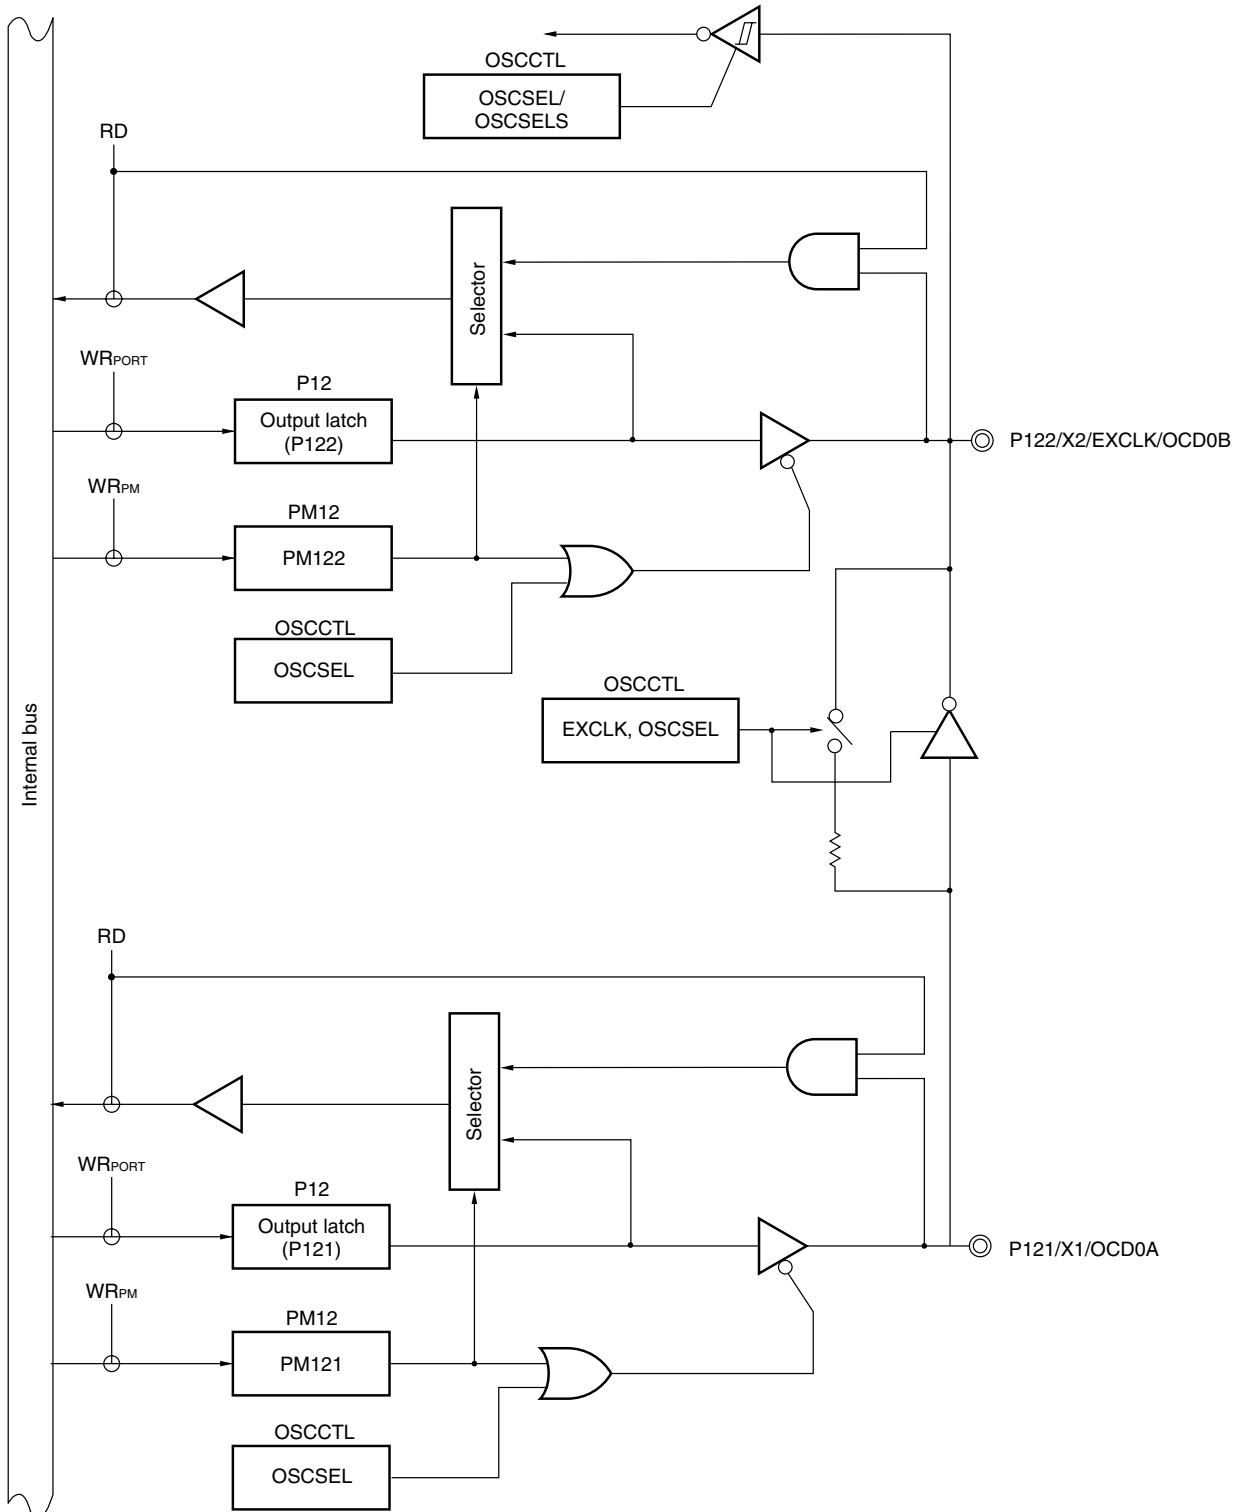 OSCCTL
OSCSEL/
OSCSELS
RD
Selector
WRPORT
P12
Output latch
(P122)
P122/X2/EXCLK/OCD0B
WRPM
PM12
PM122
OSCCTL
OSCSEL
OSCCTL
EXCLK, OSCSEL
Internal bus
RD
Selector
WRPORT
P12
Output latch
(P121)
P121/X1/OCD0A
WRPM
PM12
PM121
OSCCTL
OSCSEL